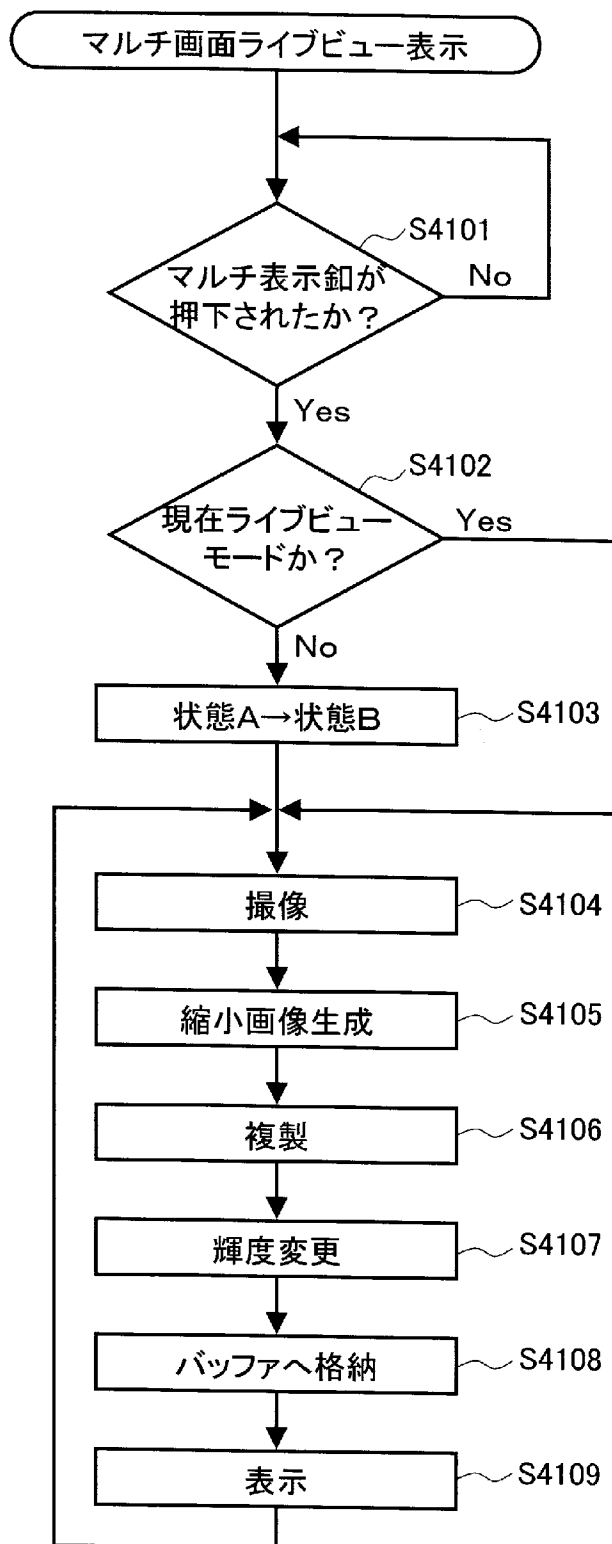 マルチ画面ライブビュー表示
S4101
マルチ表示釦が
押下されたか？
No
Yes
S4102
現在ライブビュー
モードか？
Yes
No
状態A→状態B
S4103
撮像
S4104
縮小画像生成
S4105
複製
S4106
輝度変更
S4107
バッファへ格納
S4108
表示
S4109